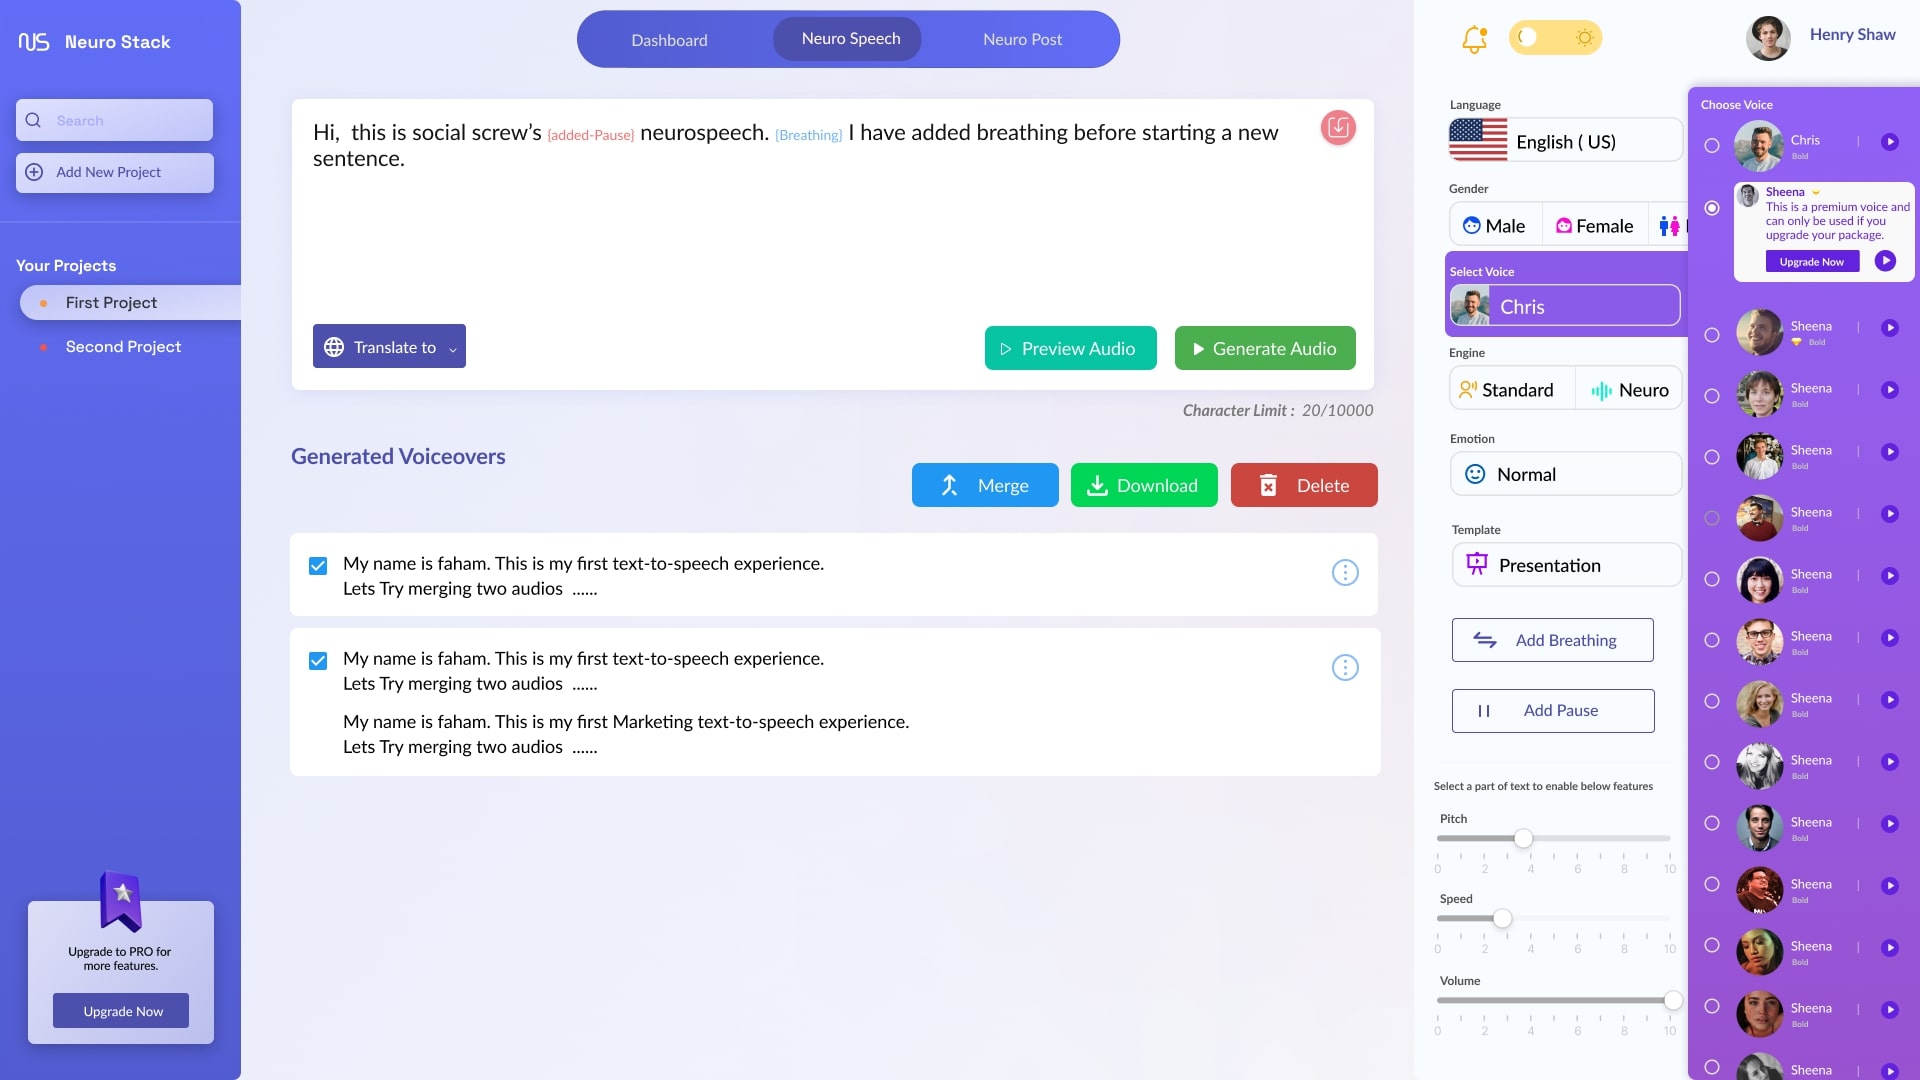 NS Neuro Stack
Search
Add New Project
Your Projects
First Project
Second Project
Upgrade to PRO for
more features.
Upgrade Now
Dashboard
Neuro Speech
Neuro Post
Hi, this is social screw’s {added-Pause} neurospeech. {Breathing} I have added breathing before starting a new
sentence.
Translate to
Preview Audio
Generate Audio
Character Limit : 20/10000
Generated Voiceovers
Merge
Download
Delete
My name is faham. This is my first text-to-speech experience.
Lets Try merging two audios ......
My name is faham. This is my first text-to-speech experience.
Lets Try merging two audios ......
My name is faham. This is my first Marketing text-to-speech experience.
Lets Try merging two audios ......
Henry Shaw
Language
English ( US)
Gender
Male
Female
Select Voice
Chris
Engine
Standard
Neuro
Emotion
Normal
Template
Presentation
Add Breathing
Add Pause
Select a part of text to enable below features
Pitch
0 2 4 6 8 10
Speed
0 2 4 6 8 10
Volume
0 2 4 6 8 10
Choose Voice
Chris
Bold
Sheena
This is a premium voice and
can only be used if you
upgrade your package.
Upgrade Now
Sheena
Bold
Sheena
Bold
Sheena
Bold
Sheena
Bold
Sheena
Bold
Sheena
Bold
Sheena
Bold
Sheena
Bold
Sheena
Bold
Sheena
Bold
Sheena
Bold
Sheena
Bold
Sheena